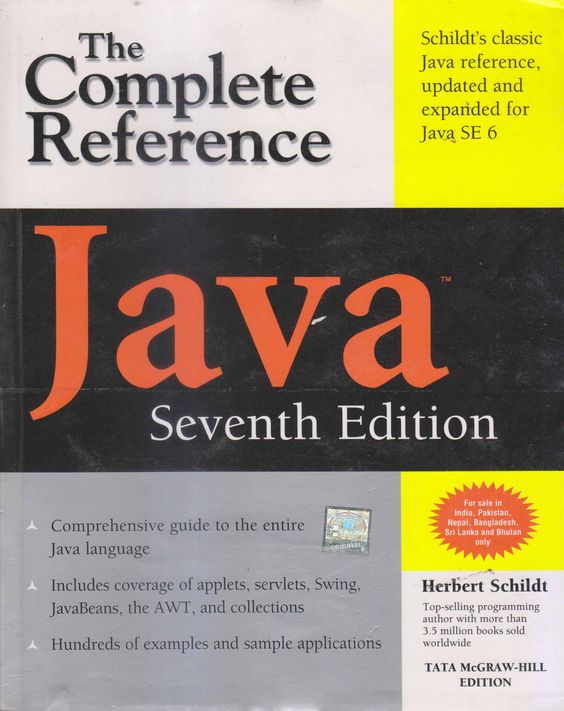 The
Complete
Reference
Schildt's classic
Java reference,
updated and
expanded for
Java SE 6
Java™
Seventh Edition
Comprehensive guide to the entire
Java language
Includes coverage of applets, servlets, Swing,
JavaBeans, the AWT, and collections
Hundreds of examples and sample applications
ORIGINAL
For sale in
India, Pakistan,
Nepal, Bangladesh,
Sri Lanka and Bhutan
only
Herbert Schildt
Top-selling programming
author with more than
3.5 million books sold
worldwide
TATA McGRAW-HILL
EDITION